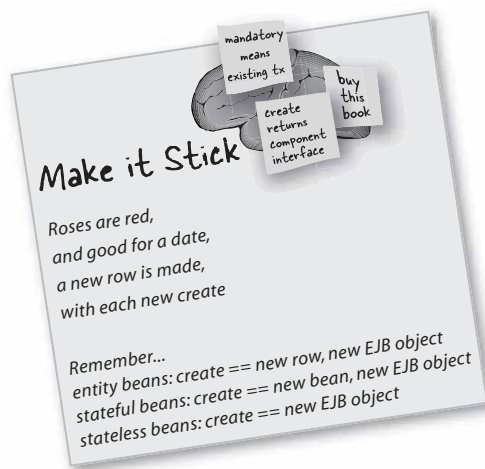 mandatory
means
existing tx
buy
this
book
create
returns
component
interface
Make it Stick
Roses are red,
and good for a date,
a new row is made,
with each new create
Remember...
entity beans: create == new row, new EJB object
stateful beans: create == new bean, new EJB object
stateless beans: create == new EJB object